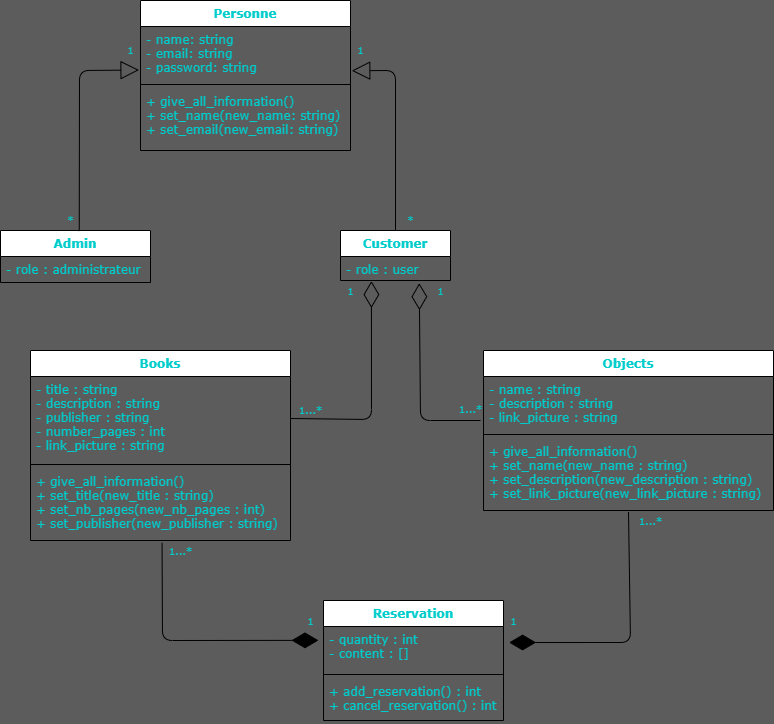 Personne
- name: string
- email: string
- password: string
+ give_all_information()
+ set_name(new_name: string)
+ set_email(new_email: string)
1
1
*
*
Admin
- role : administrateur
Customer
- role : user
1
1
Books
- title : string
- description : string
- publisher : string
- number_pages : int
- link_picture : string
+ give_all_information()
+ set_title(new_title : string)
+ set_nb_pages(new_nb_pages : int)
+ set_publisher(new_publisher : string)
1...*
1...*
Objects
- name : string
- description : string
- link_picture : string
+ give_all_information()
+ set_name(new_name : string)
+ set_description(new_description : string)
+ set_link_picture(new_link_picture : string)
1...*
1...*
1
1
Reservation
- quantity : int
- content : []
+ add_reservation() : int
+ cancel_reservation() : int